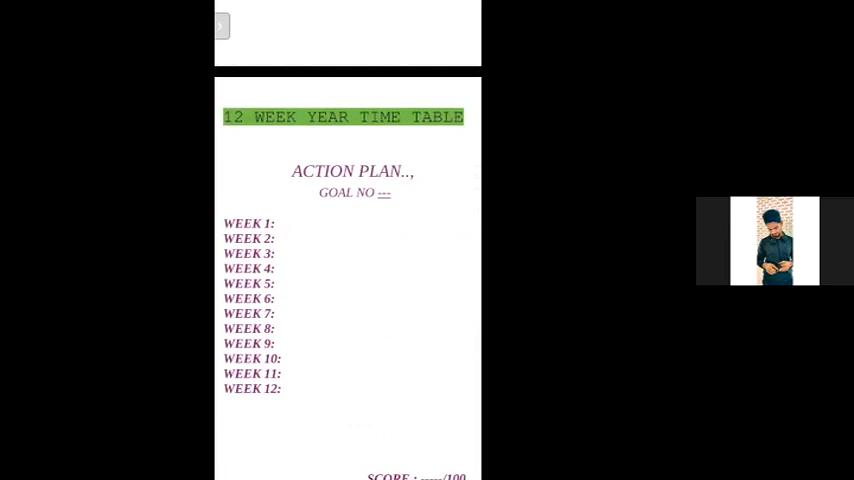 12 WEEK YEAR TIME TABLE
ACTION PLAN..,
GOAL NO ---
WEEK 1:
WEEK 2:
WEEK 3:
WEEK 4:
WEEK 5:
WEEK 6:
WEEK 7:
WEEK 8:
WEEK 9:
WEEK 10:
WEEK 11:
WEEK 12:
SCORE : -----/100